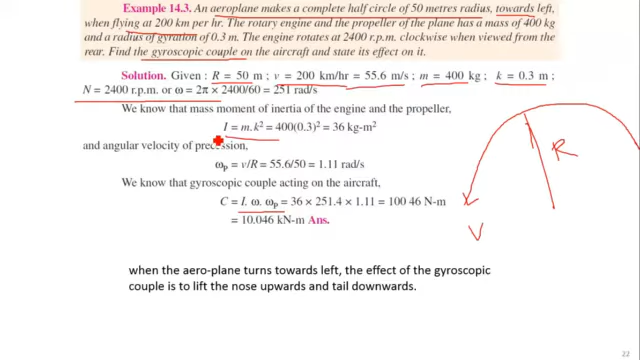 Example 14.3. An aeroplane makes a complete half circle of 50 metres radius, towards left,
when flying at 200 km per hr. The rotary engine and the propeller of the plane has a mass of 400 kg
and a radius of gyration of 0.3 m. The engine rotates at 2400 r.p.m. clockwise when viewed from the
rear. Find the gyroscopic couple on the aircraft and state its effect on it.
Solution. Given : R = 50 m ; v = 200 km/hr = 55.6 m/s ; m = 400 kg ; k = 0.3 m ;
N = 2400 r.p.m. or ω = 2π × 2400/60 = 251 rad/s
We know that mass moment of inertia of the engine and the propeller,
I = m.k² = 400(0.3)² = 36 kg-m²
and angular velocity of precession,
ωp = v/R = 55.6/50 = 1.11 rad/s
R
We know that gyroscopic couple acting on the aircraft,
C = I. ω. ωp = 36 × 251.4 × 1.11 = 100 46 N-m
= 10.046 kN-m Ans.
V
when the aero-plane turns towards left, the effect of the gyroscopic
couple is to lift the nose upwards and tail downwards.
22